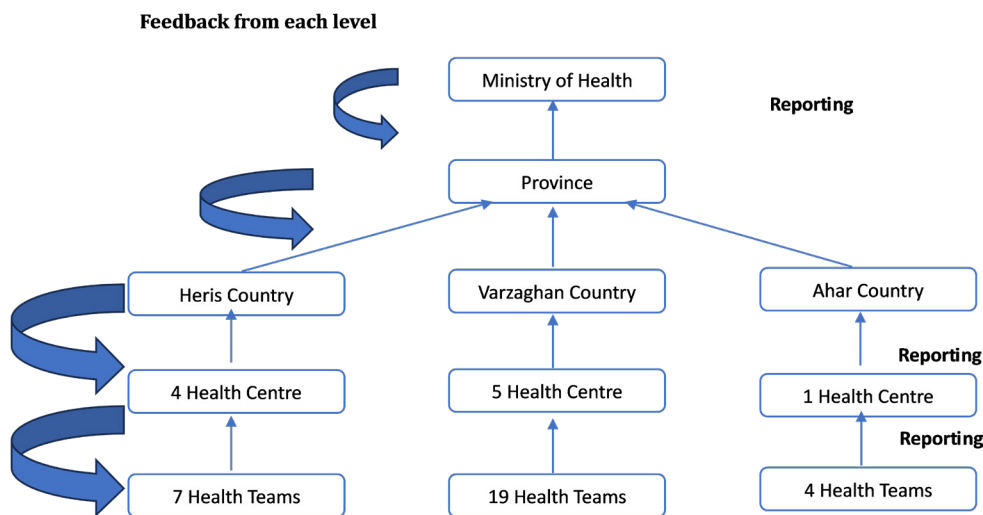 Feedback from each level
Ministry of Health
Reporting
Province
Heris Country
Varzaghan Country
Ahar Country
Reporting
4 Health Centre
5 Health Centre
1 Health Centre
Reporting
7 Health Teams
19 Health Teams
4 Health Teams